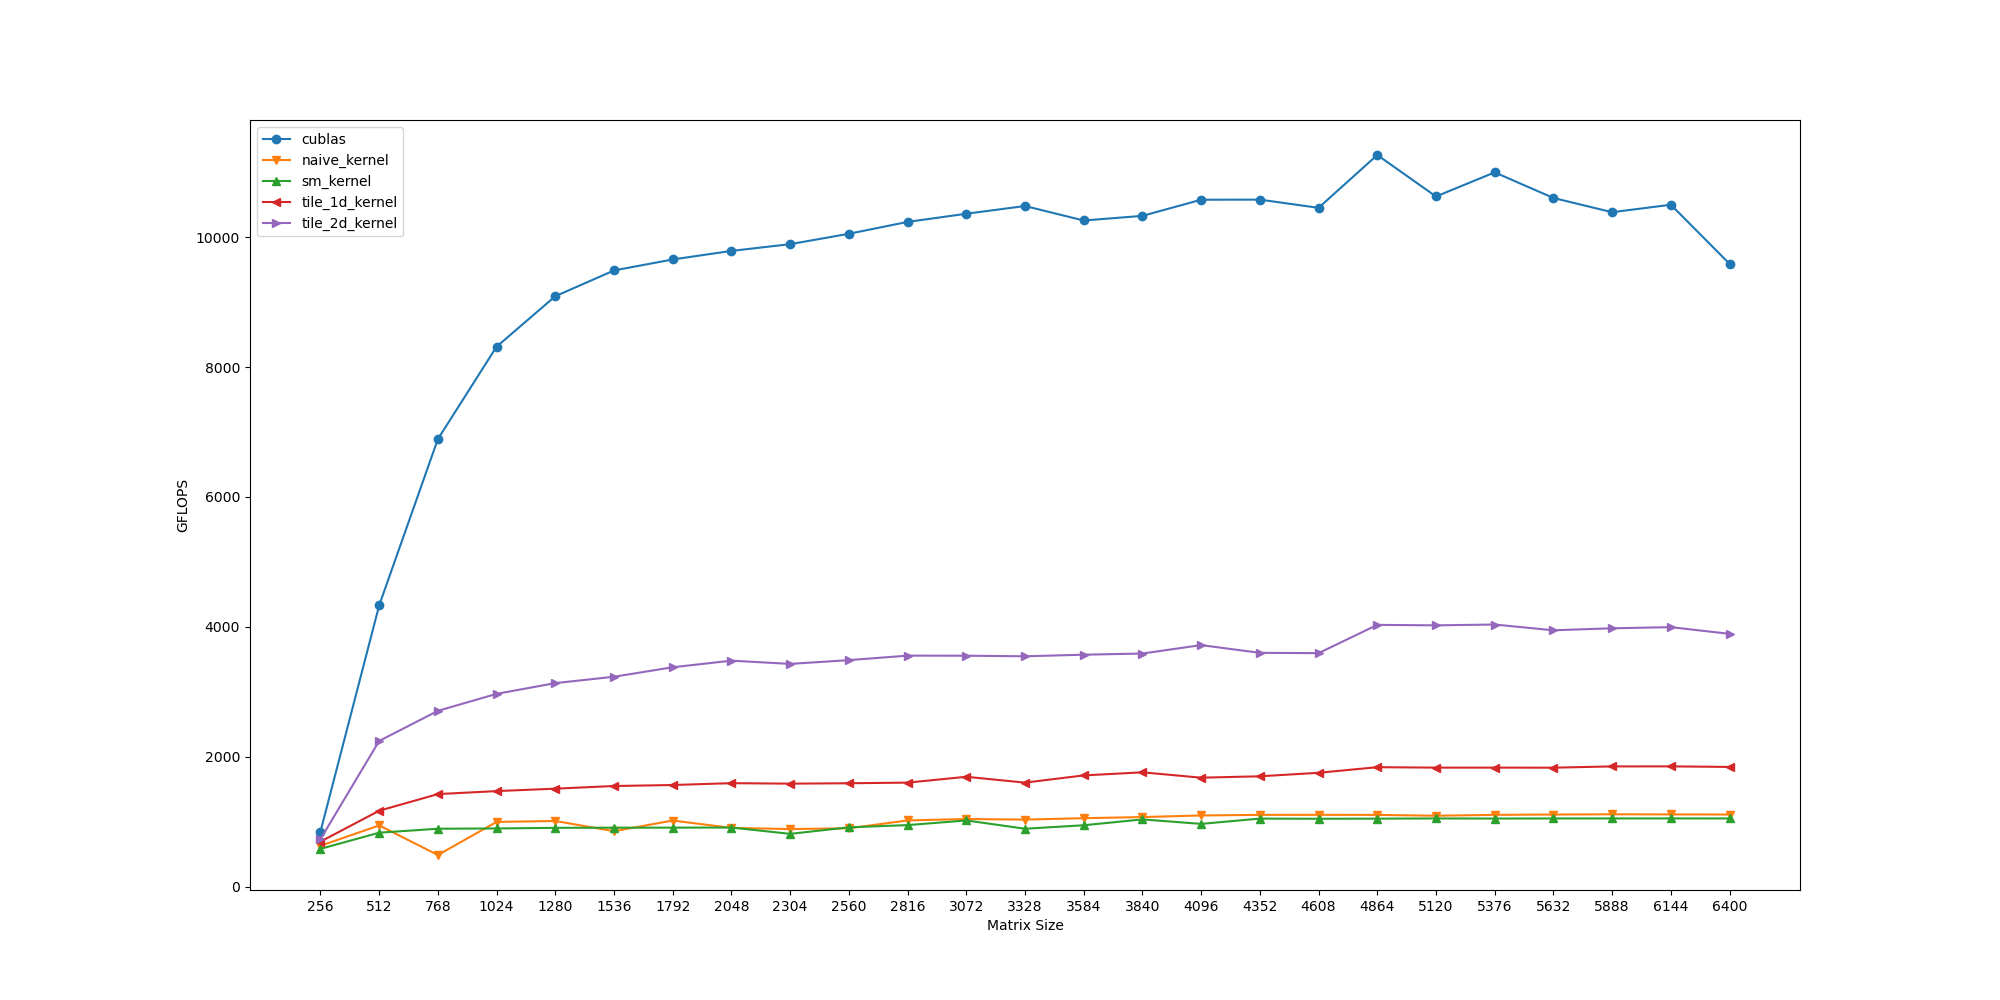 cublas
naive_kernel
sm_kernel
tile_1d_kernel
tile_2d_kernel
GFLOPS
10000
8000
6000
4000
2000
0
256 512 768 1024 1280 1536 1792 2048 2304 2560 2816 3072 3328 3584 3840 4096 4352 4608 4864 5120 5376 5632 5888 6144 6400
Matrix Size